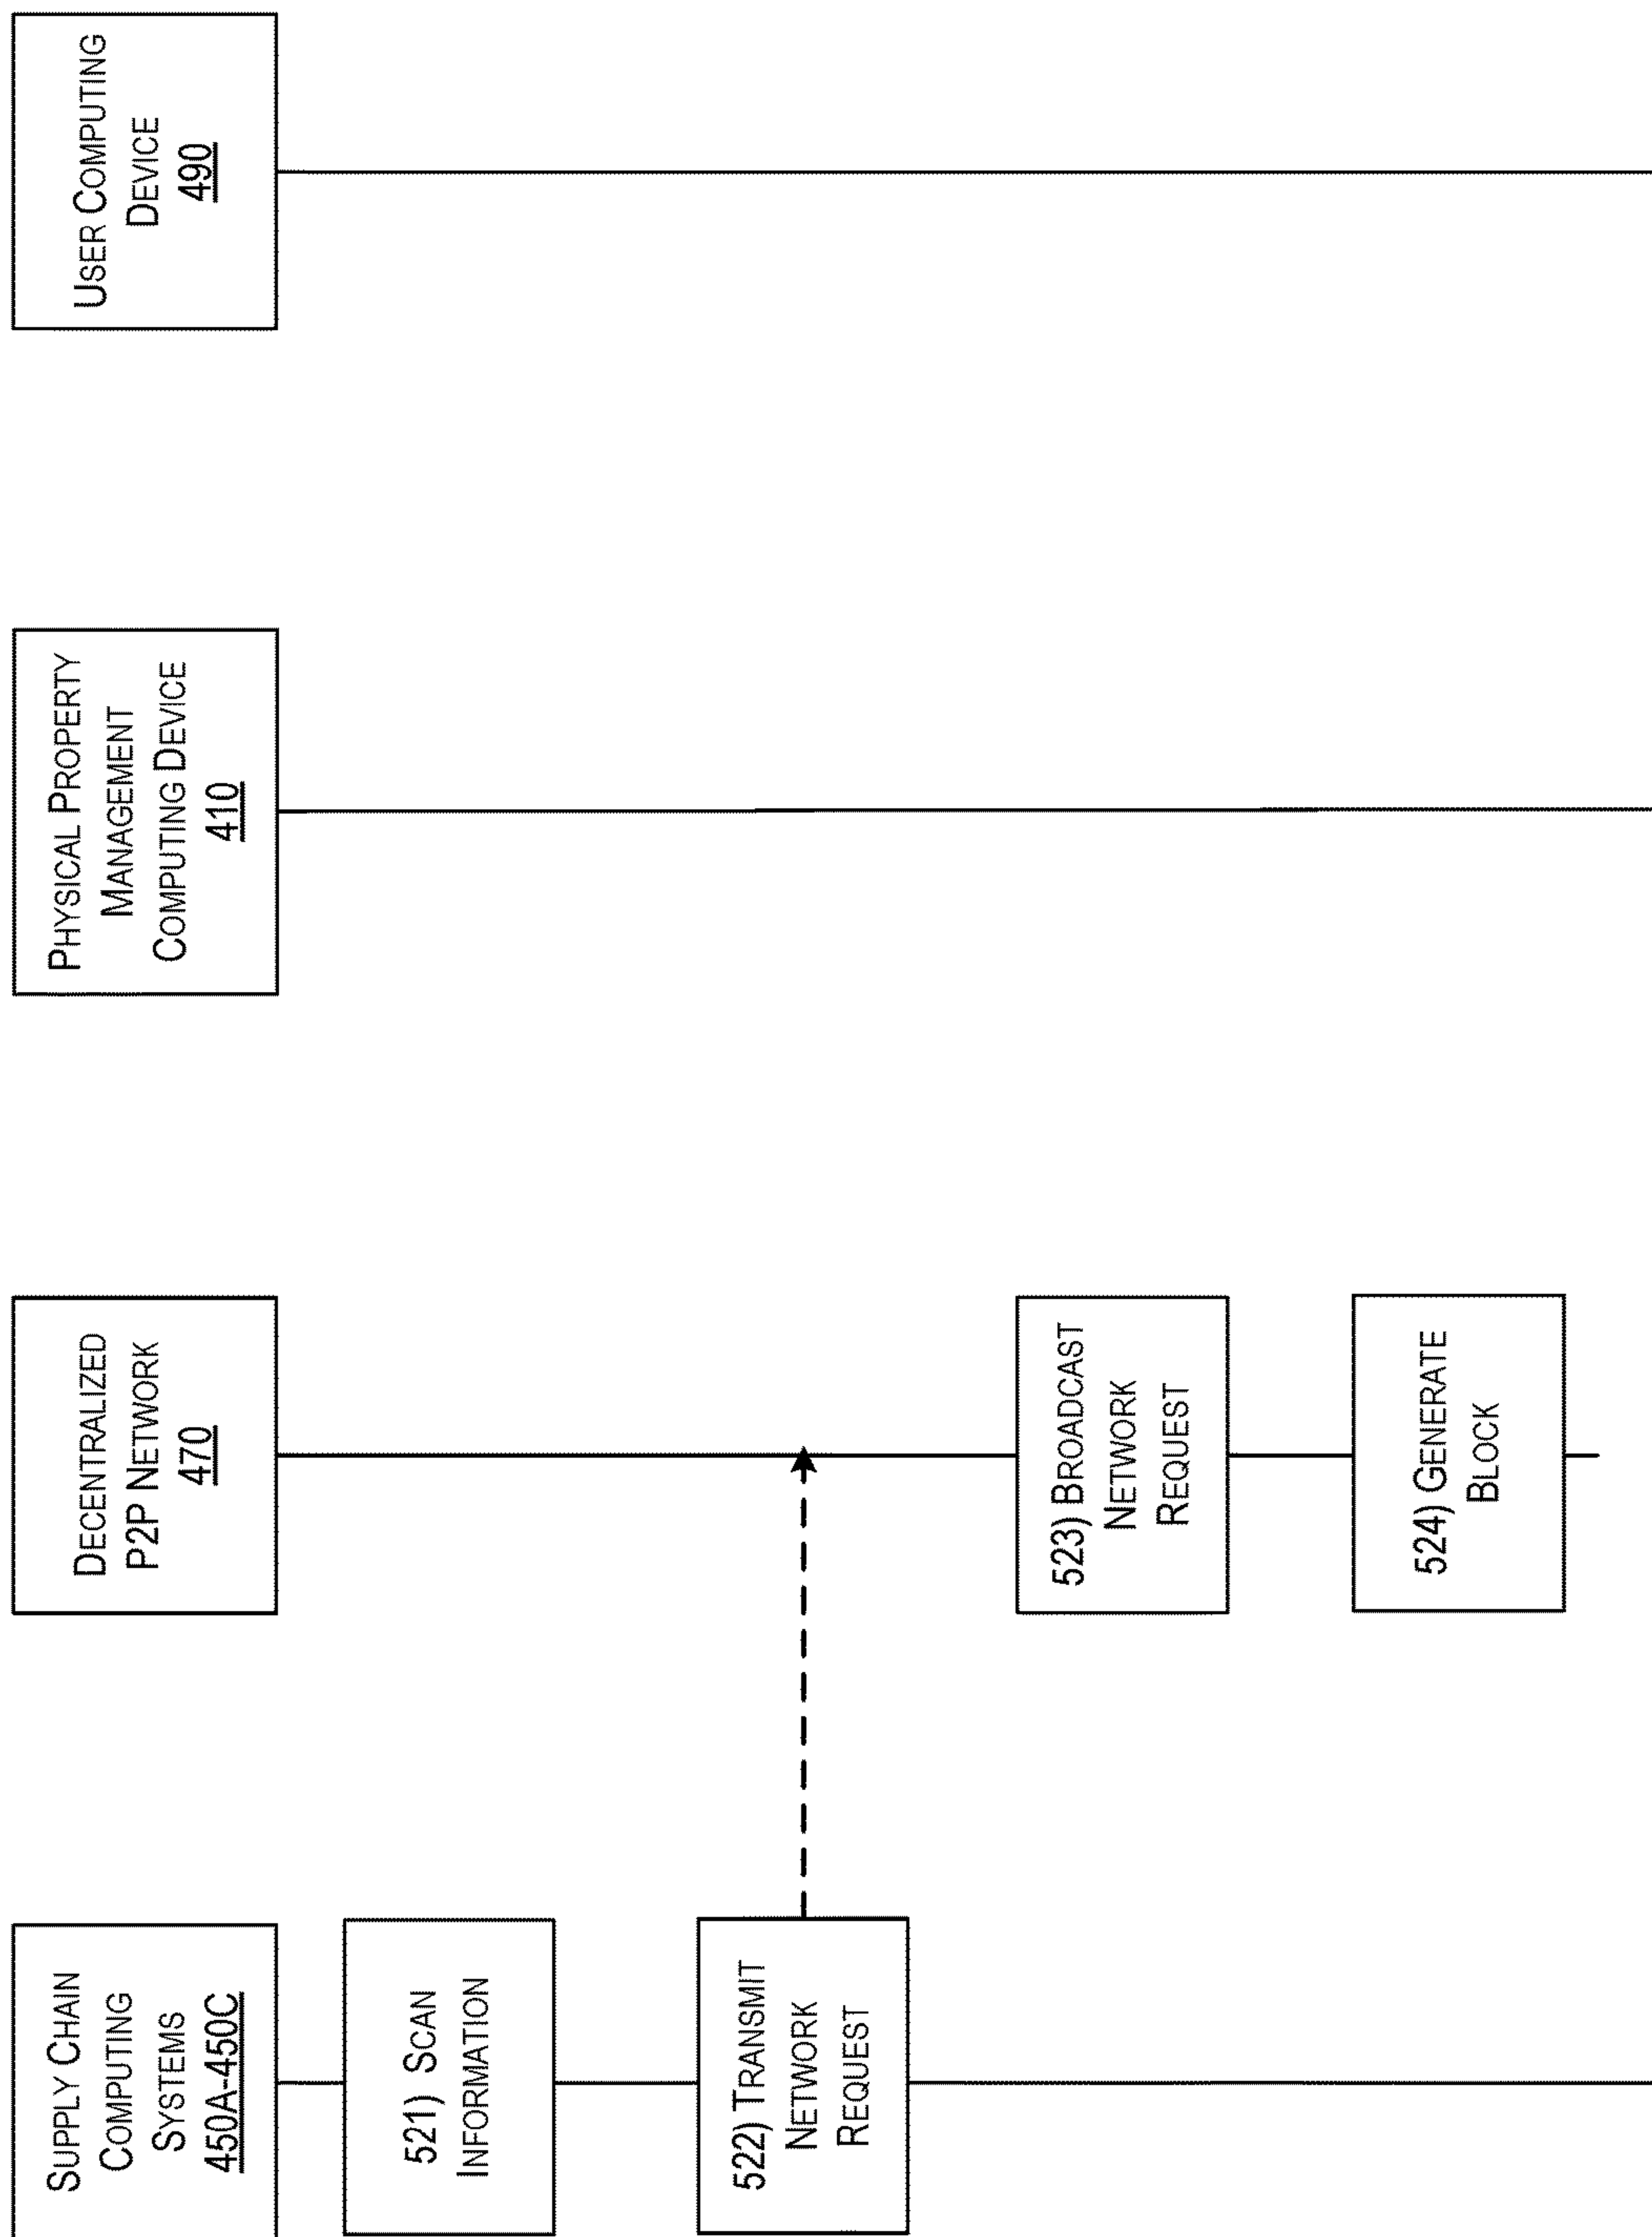 SUPPLY CHAIN
COMPUTING
SYSTEMS
450A-450C
DECENTRALIZED
P2P NETWORK
470
PHYSICAL PROPERTY
MANAGEMENT
COMPUTING DEVICE
410
USER COMPUTING
DEVICE
490
521) SCAN
INFORMATION
522) TRANSMIT
NETWORK
REQUEST
523) BROADCAST
NETWORK
REQUEST
524) GENERATE
BLOCK